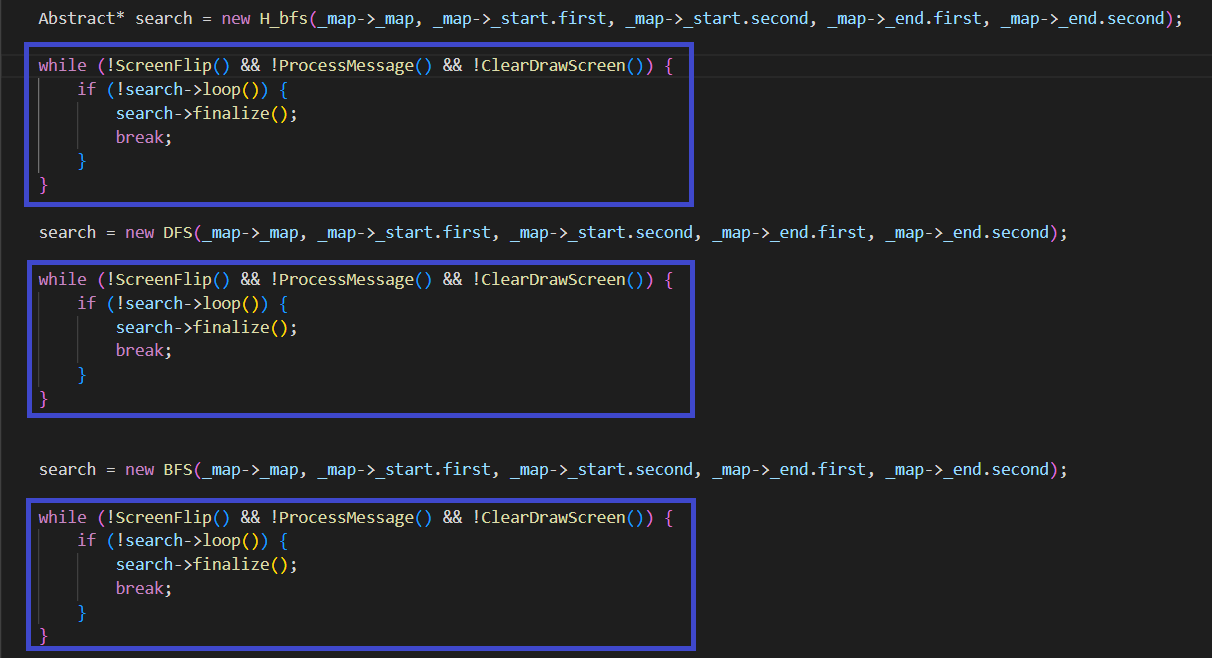 Abstract* search = new H_bfs(_map->_map, _map->_start.first, _map->_start.second, _map->_end.first, _map->_end.second);
while (!ScreenFlip() && !ProcessMessage() && !ClearDrawScreen()) {
if (!search->loop()) {
search->finalize();
break;
}
}
search = new DFS(_map->_map, _map->_start.first, _map->_start.second, _map->_end.first, _map->_end.second);
while (!ScreenFlip() && !ProcessMessage() && !ClearDrawScreen()) {
if (!search->loop()) {
search->finalize();
break;
}
}
search = new BFS(_map->_map, _map->_start.first, _map->_start.second, _map->_end.first, _map->_end.second);
while (!ScreenFlip() && !ProcessMessage() && !ClearDrawScreen()) {
if (!search->loop()) {
search->finalize();
break;
}
}